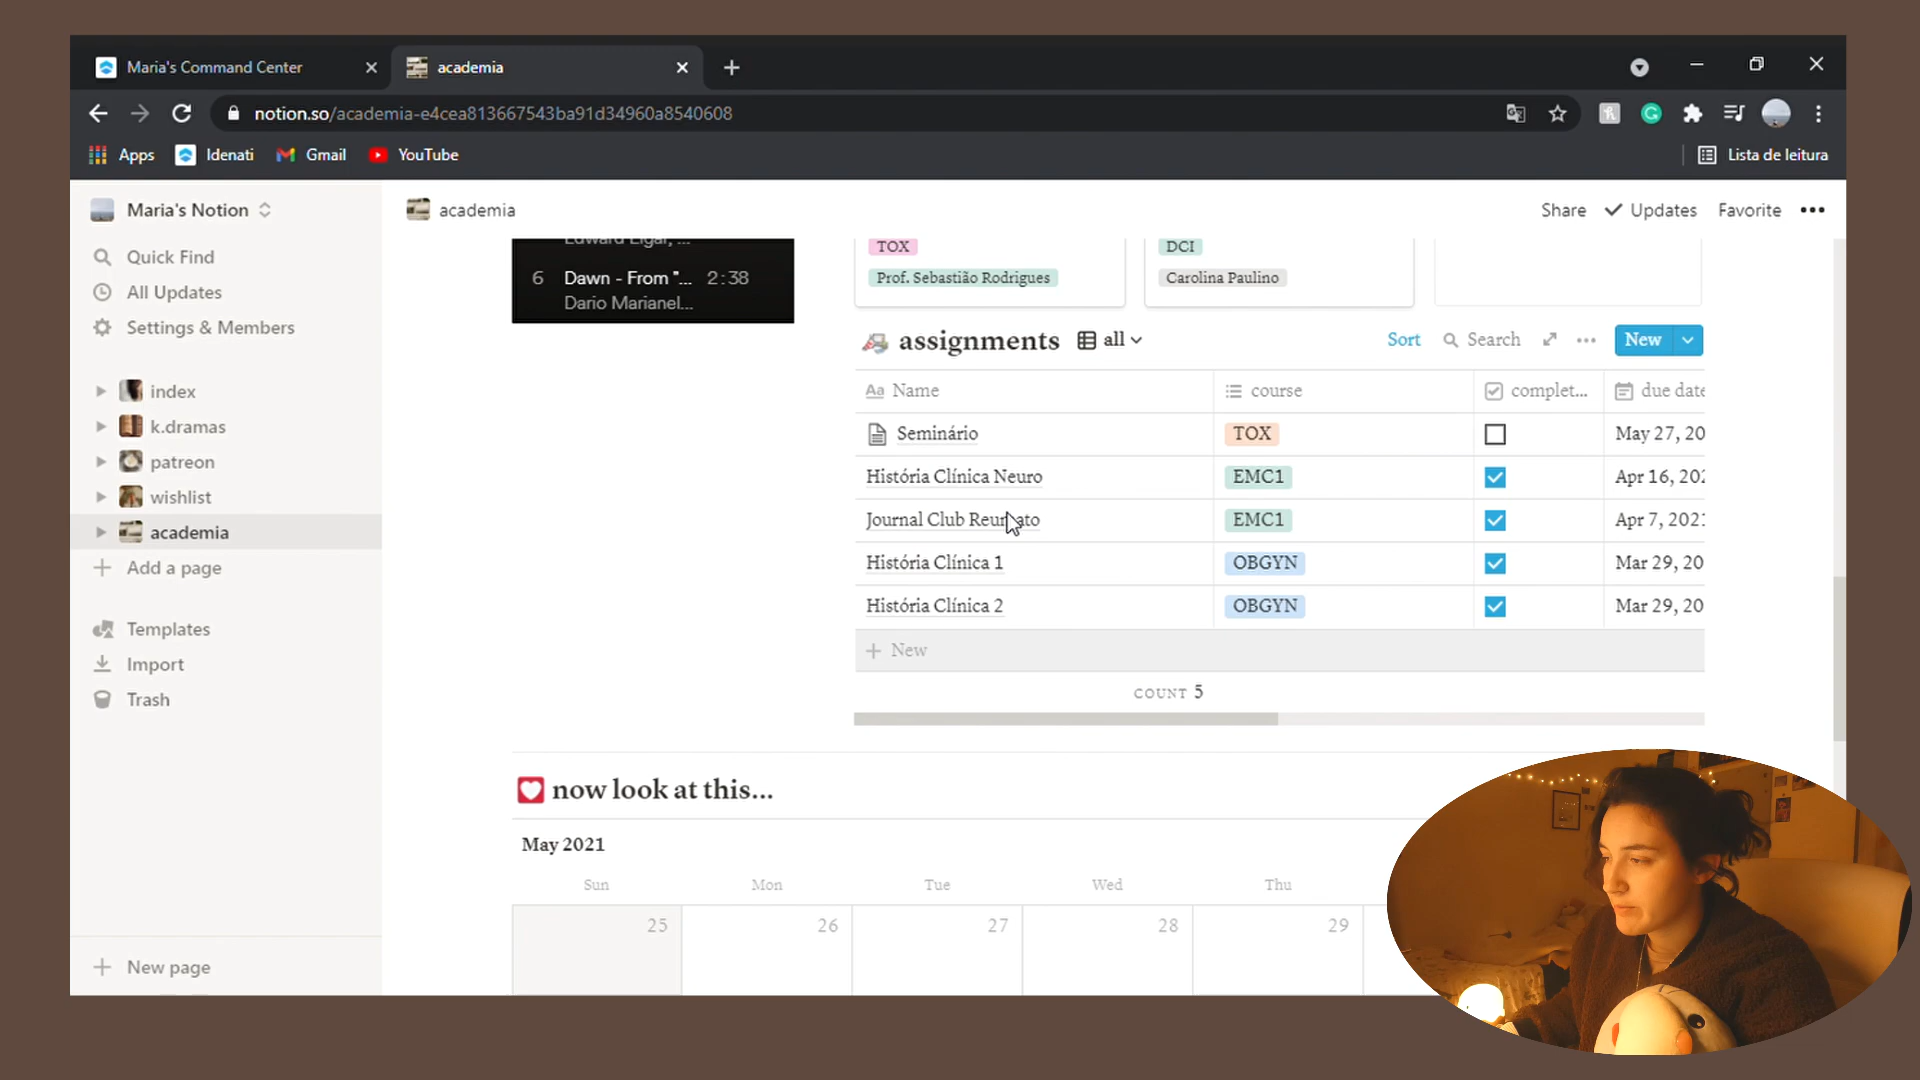 Maria's Command Center
academia
notion.so/academia-e4cea813667543ba91d34960a8540608
Apps
Idenati
Gmail
YouTube
Lista de leitura
Maria's Notion
academia
Share
Updates
Favorite
Quick Find
All Updates
Settings & Members
index
k.dramas
patreon
wishlist
academia
Add a page
Templates
Import
Trash
New page
Edward Elgar, ...
6 Dawn - From "... 2:38
Dario Marianel...
TOX
Prof. Sebastião Rodrigues
DCI
Carolina Paulino
assignments
all
Sort
Search
New
Aa Name course complet... due date
Seminário TOX May 27, 20
História Clínica Neuro EMC1 Apr 16, 202
Journal Club Reumato EMC1 Apr 7, 2021
História Clínica 1 OBGYN Mar 29, 20
História Clínica 2 OBGYN Mar 29, 20
+ New
COUNT 5
now look at this...
May 2021
Sun Mon Tue Wed Thu
25 26 27 28 29